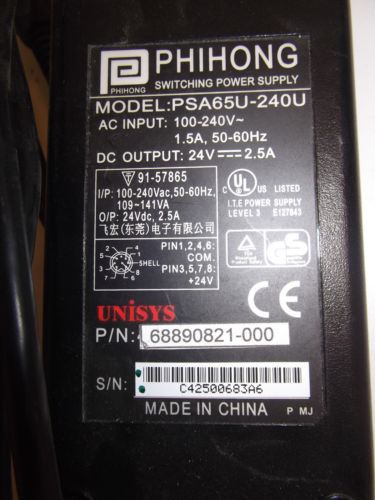 PHIHONG
PHIHONG
SWITCHING POWER SUPPLY
MODEL:PSA65U-240U
AC INPUT: 100-240V~
1.5A, 50-60Hz
DC OUTPUT: 24V⎓2.5A
91-57865
I/P: 100-240Vac,50-60Hz,
109~141VA
O/P: 24Vdc, 2.5A
飞宏(东莞)电子有限公司
C UL US LISTED
I.T.E POWER SUPPLY
LEVEL 3 E127643
SHELL
PIN1,2,4,6:
COM.
PIN3,5,7,8:
+24V
GS
UNISYS
CE
P/N: 68890821-000
S/N: C42500683A6
MADE IN CHINA P MJ